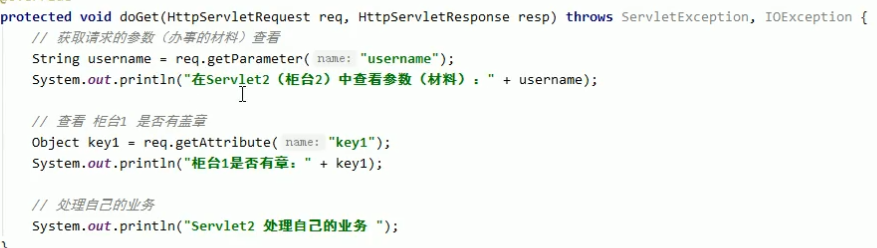 protected void doGet(HttpServletRequest req, HttpServletResponse resp) throws ServletException, IOException {
// 获取请求的参数（办事的材料）查看
String username = req.getParameter( name: "username");
System.out.println("在Servlet2（柜台2）中查看参数（材料）：" + username);
// 查看 柜台1 是否有盖章
Object key1 = req.getAttribute( name: "key1");
System.out.println("柜台1是否有章：" + key1);
// 处理自己的业务
System.out.println("Servlet2 处理自己的业务 ");
}